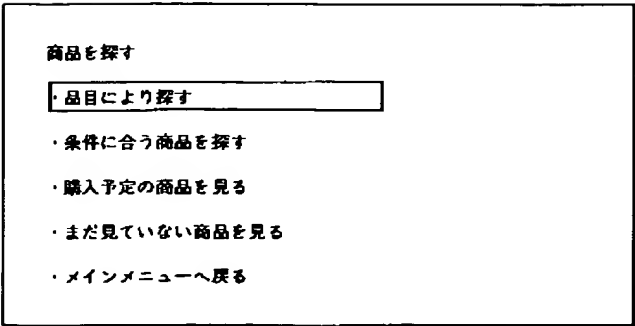 商品を探す
・品目により探す
・条件に合う商品を探す
・購入予定の商品を見る
・まだ見ていない商品を見る
・メインメニューへ戻る